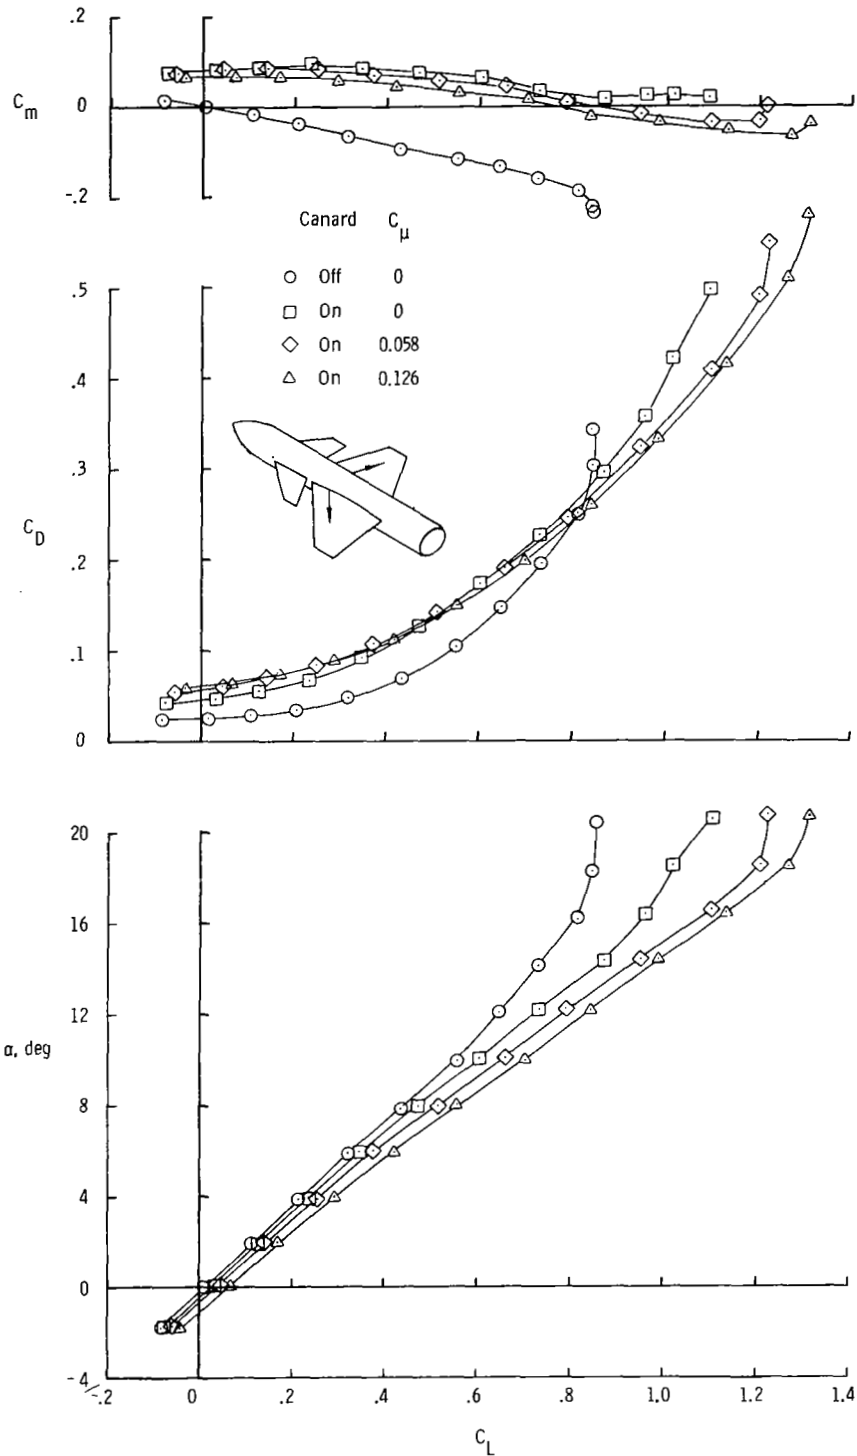 .2
C_m
0
-.2
Canard C_μ
Off 0
On 0
On 0.058
On 0.126
.5
.4
.3
C_D
.2
.1
0
20
16
12
α, deg
8
4
0
-4
-.2 0 .2 .4 .6 .8 1.0 1.2 1.4
C_L